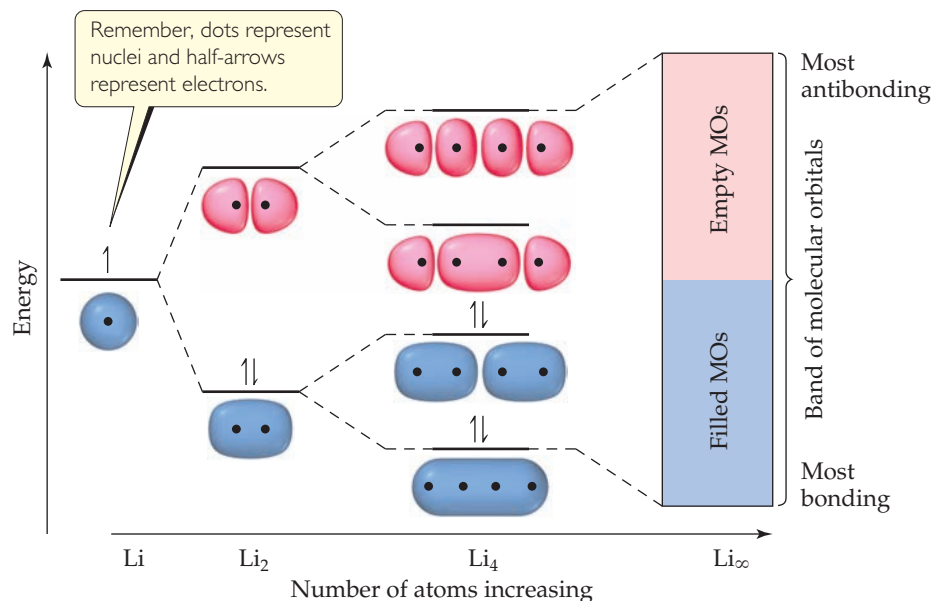 Remember, dots represent
nuclei and half-arrows
represent electrons.
Energy
Most
antibonding
Empty MOs
Filled MOs
Band of molecular orbitals
Most
bonding
Li
Li₂
Li₄
Li∞
Number of atoms increasing